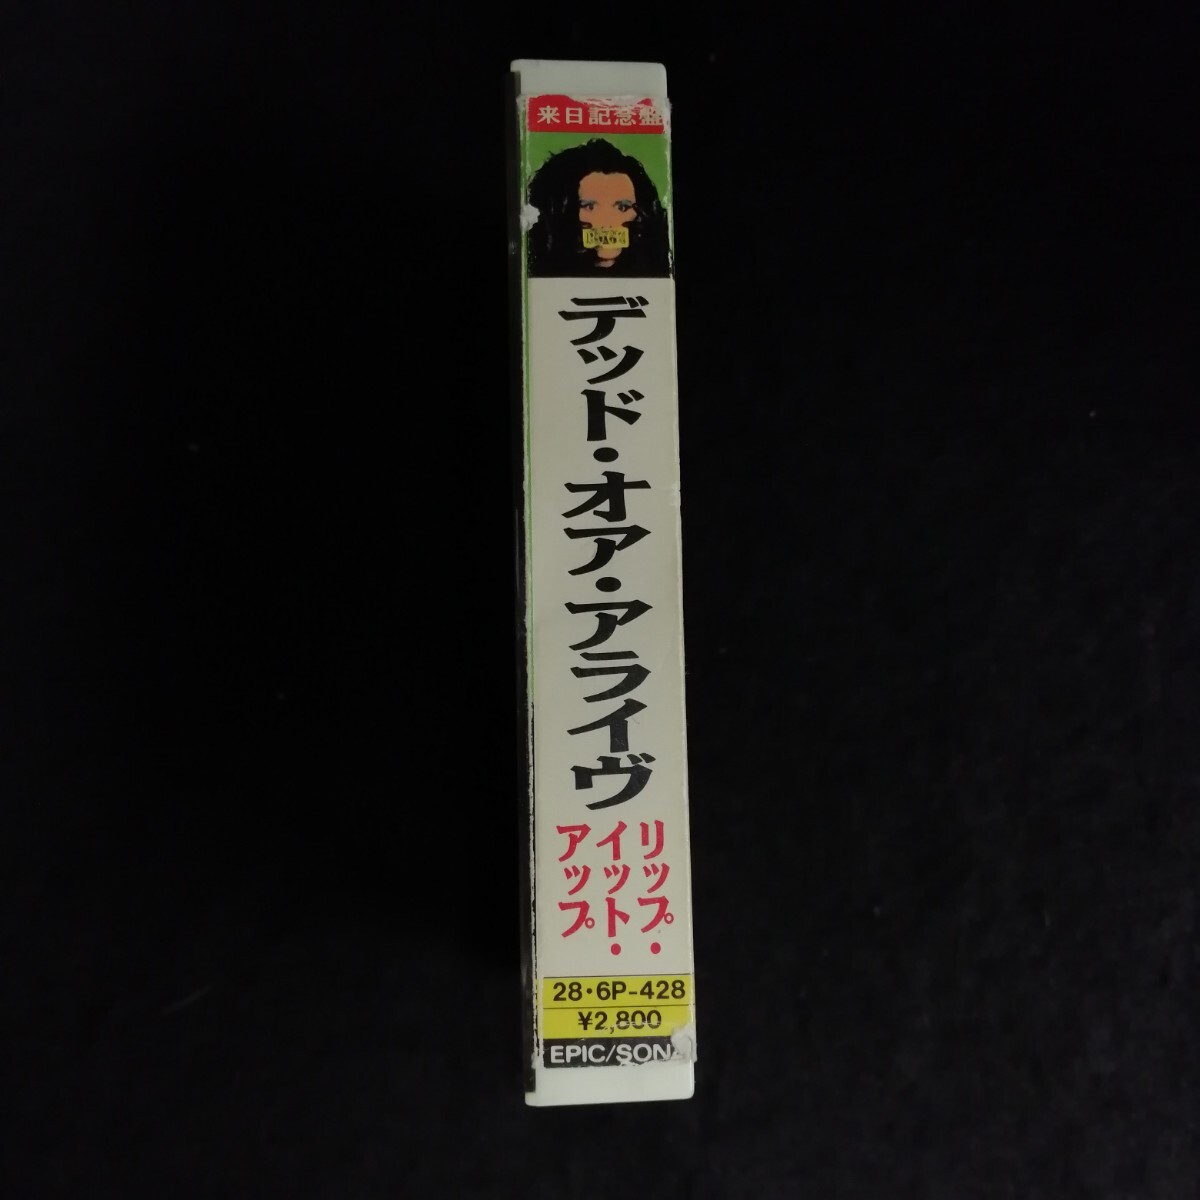 来日記念盤
デッド・オア・アライヴ
リップ・
イット・
アップ
28・6P-428
¥2,800
EPIC/SON